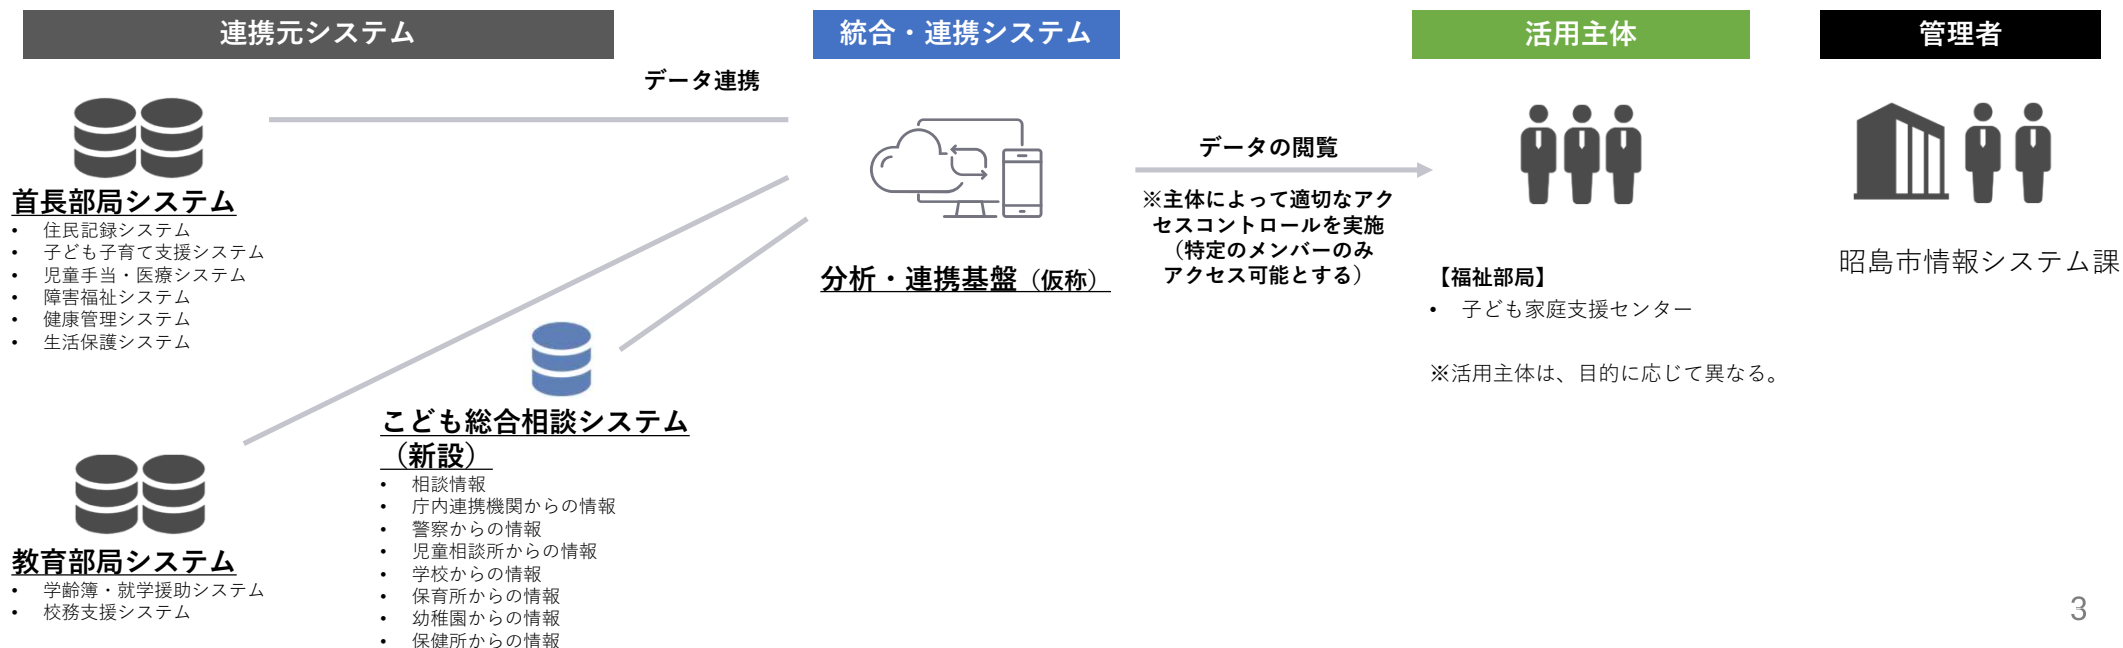 連携元システム
統合・連携システム
活用主体
管理者
データ連携
首長部局システム
• 住民記録システム
• 子ども子育て支援システム
• 児童手当・医療システム
• 障害福祉システム
• 健康管理システム
• 生活保護システム
教育部局システム
• 学齢簿・就学援助システム
• 校務支援システム
こども総合相談システム
（新設）
• 相談情報
• 庁内連携機関からの情報
• 警察からの情報
• 児童相談所からの情報
• 学校からの情報
• 保育所からの情報
• 幼稚園からの情報
• 保健所からの情報
分析・連携基盤（仮称）
データの閲覧
※主体によって適切なアク
セスコントロールを実施
（特定のメンバーのみ
アクセス可能とする）
【福祉部局】
• 子ども家庭支援センター
※活用主体は、目的に応じて異なる。
昭島市情報システム課
3